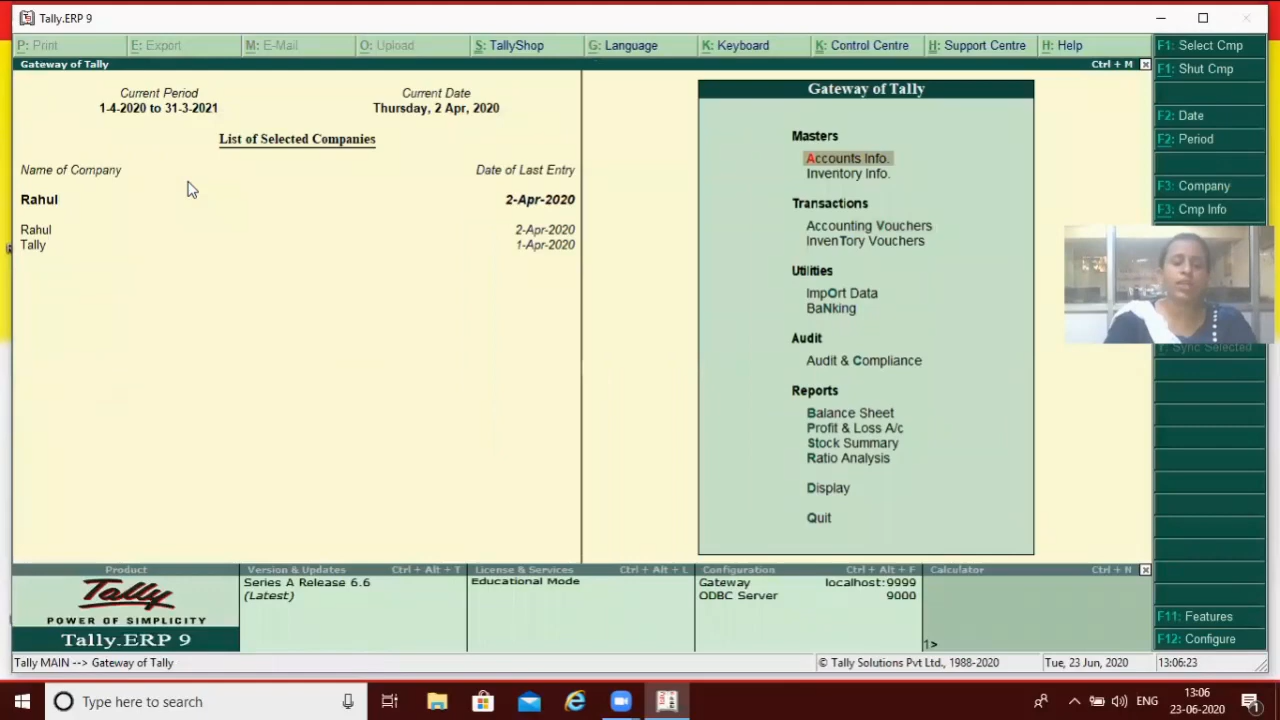 Tally.ERP 9
P: Print
E: Export
M: E-Mail
O: Upload
S: TallyShop
G: Language
K: Keyboard
K: Control Centre
H: Support Centre
H: Help
F1: Select Cmp
F1: Shut Cmp
F2: Date
F2: Period
F3: Company
F3: Cmp Info
Gateway of Tally
Ctrl + M
Current Period
1-4-2020 to 31-3-2021
Current Date
Thursday, 2 Apr, 2020
List of Selected Companies
Name of Company
Date of Last Entry
Rahul
2-Apr-2020
Rahul
2-Apr-2020
Tally
1-Apr-2020
Gateway of Tally
Masters
Accounts Info.
Inventory Info.
Transactions
Accounting Vouchers
InvenTory Vouchers
Utilities
ImpOrt Data
BaNking
Audit
Audit & Compliance
Reports
Balance Sheet
Profit & Loss A/c
Stock Summary
Ratio Analysis
Display
Quit
Y: Sync Selected
F11: Features
F12: Configure
Product
Tally
POWER OF SIMPLICITY
Tally.ERP 9
Version & Updates
Ctrl + Alt + T
Series A Release 6.6
(Latest)
License & Services
Ctrl + Alt + L
Educational Mode
Configuration
Ctrl + Alt + F
Gateway
localhost:9999
ODBC Server
9000
Calculator
Ctrl + N
1>
Tally MAIN --> Gateway of Tally
© Tally Solutions Pvt Ltd., 1988-2020
Tue, 23 Jun, 2020
13:06:23
Type here to search
ENG
13:06
23-06-2020
1